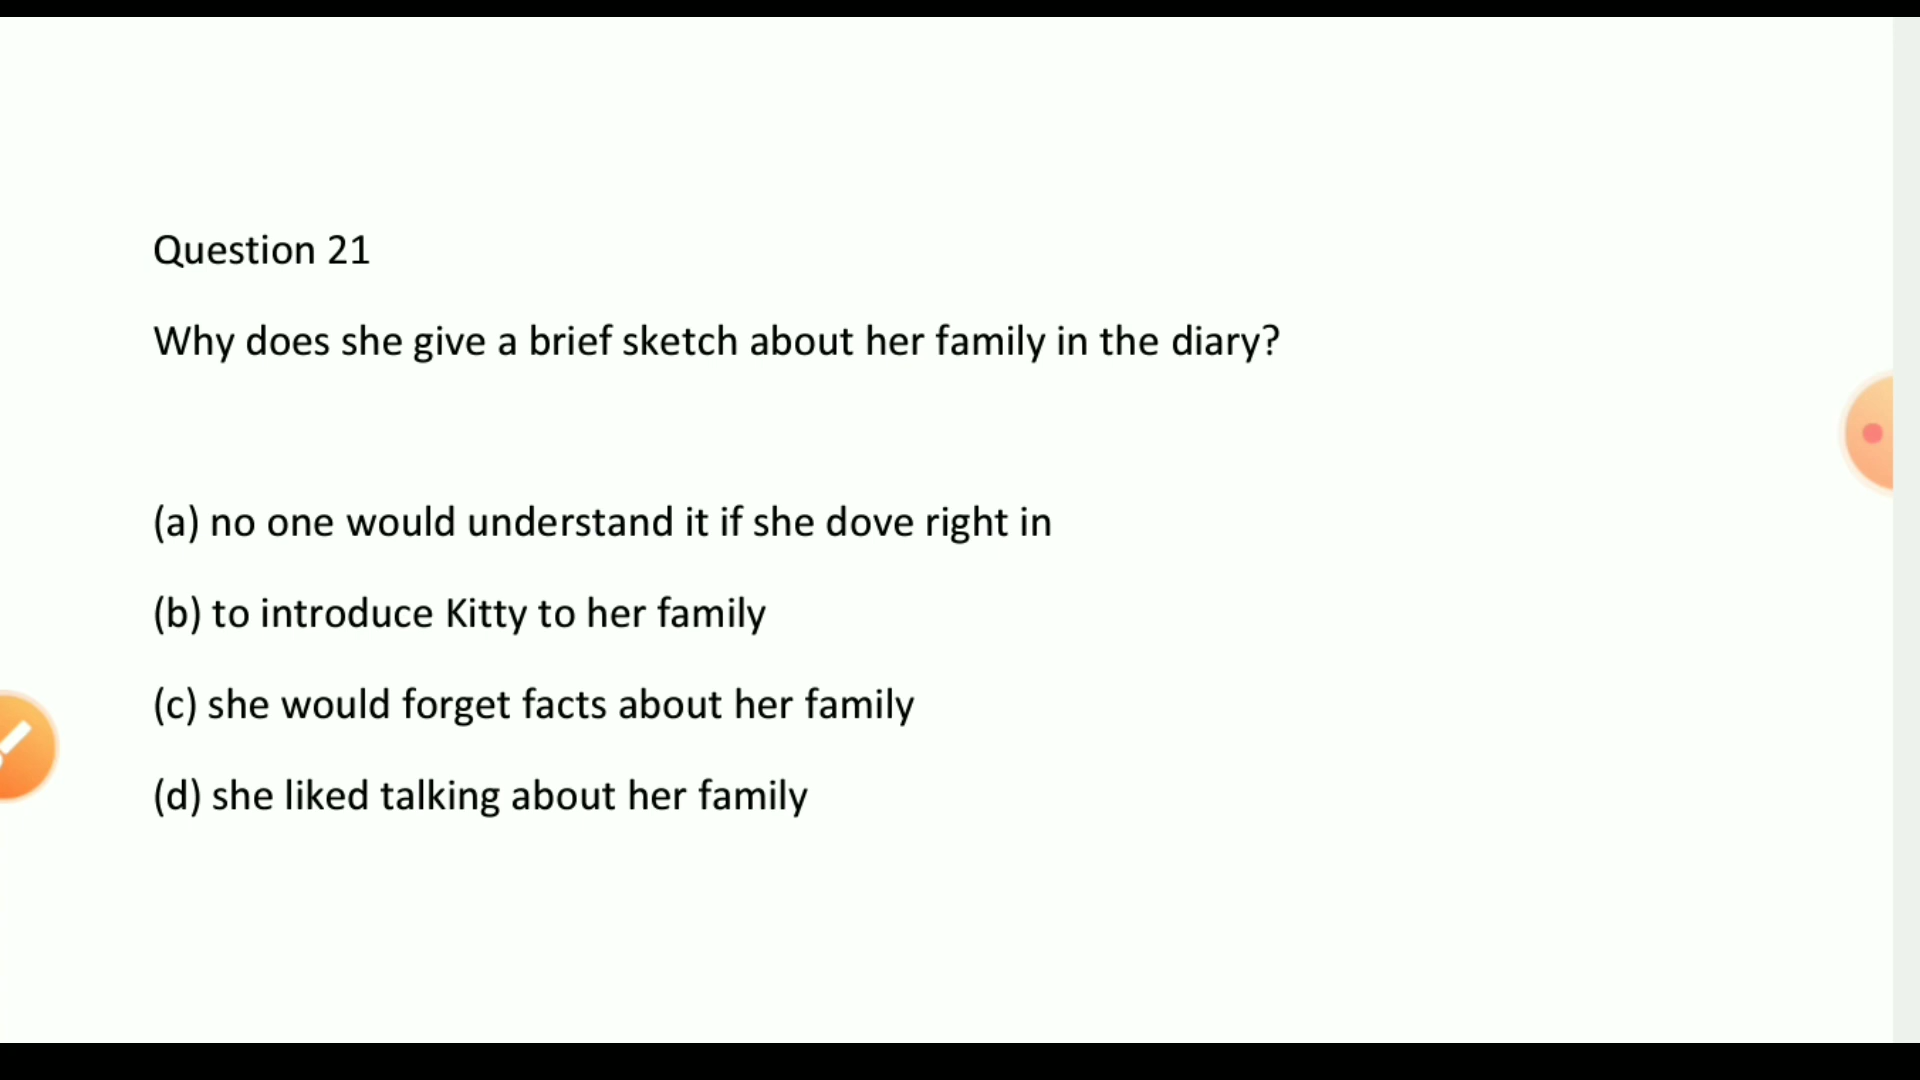 Question 21
Why does she give a brief sketch about her family in the diary?
(a) no one would understand it if she dove right in
(b) to introduce Kitty to her family
(c) she would forget facts about her family
(d) she liked talking about her family